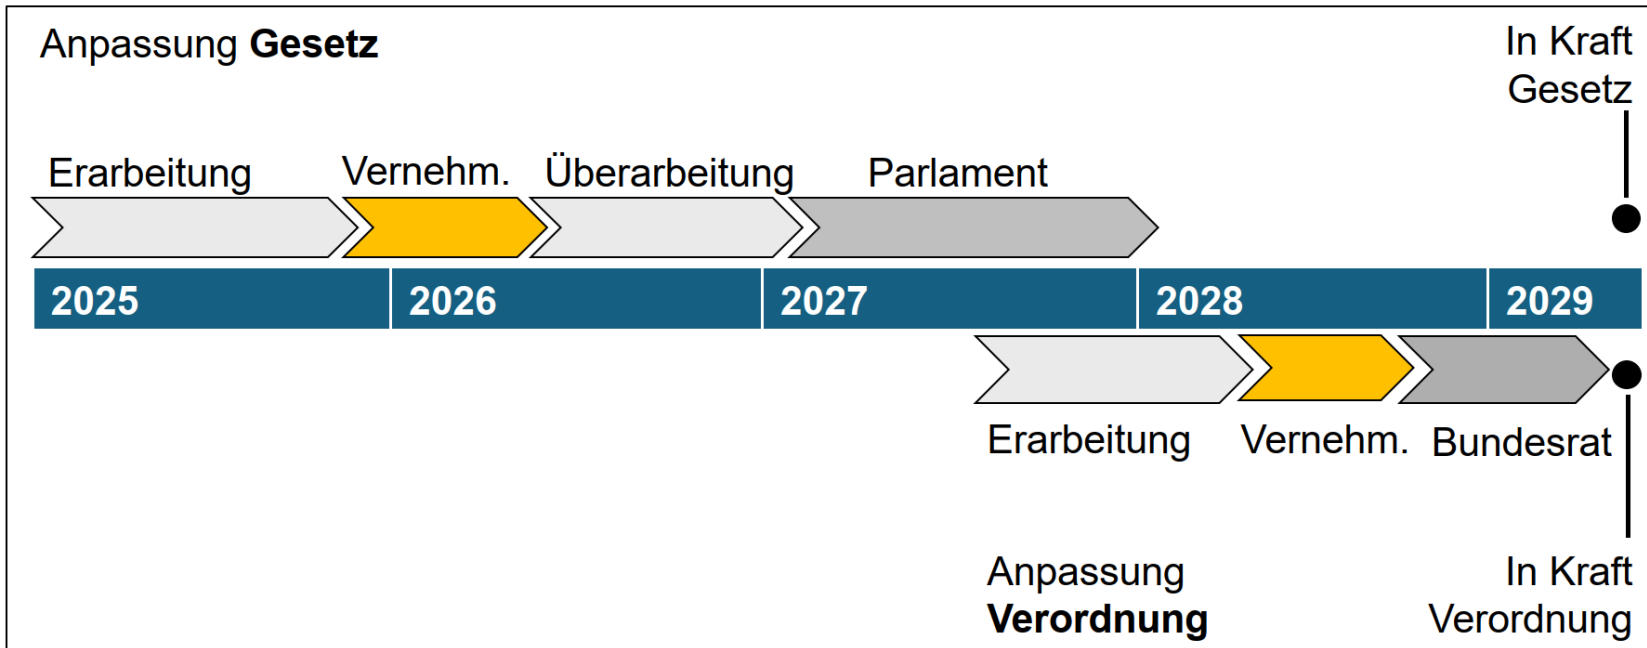 Anpassung Gesetz
In Kraft
Gesetz
Erarbeitung
Vernehm.
Überarbeitung
Parlament
2025
2026
2027
2028
2029
Erarbeitung
Vernehm.
Bundesrat
Anpassung
Verordnung
In Kraft
Verordnung